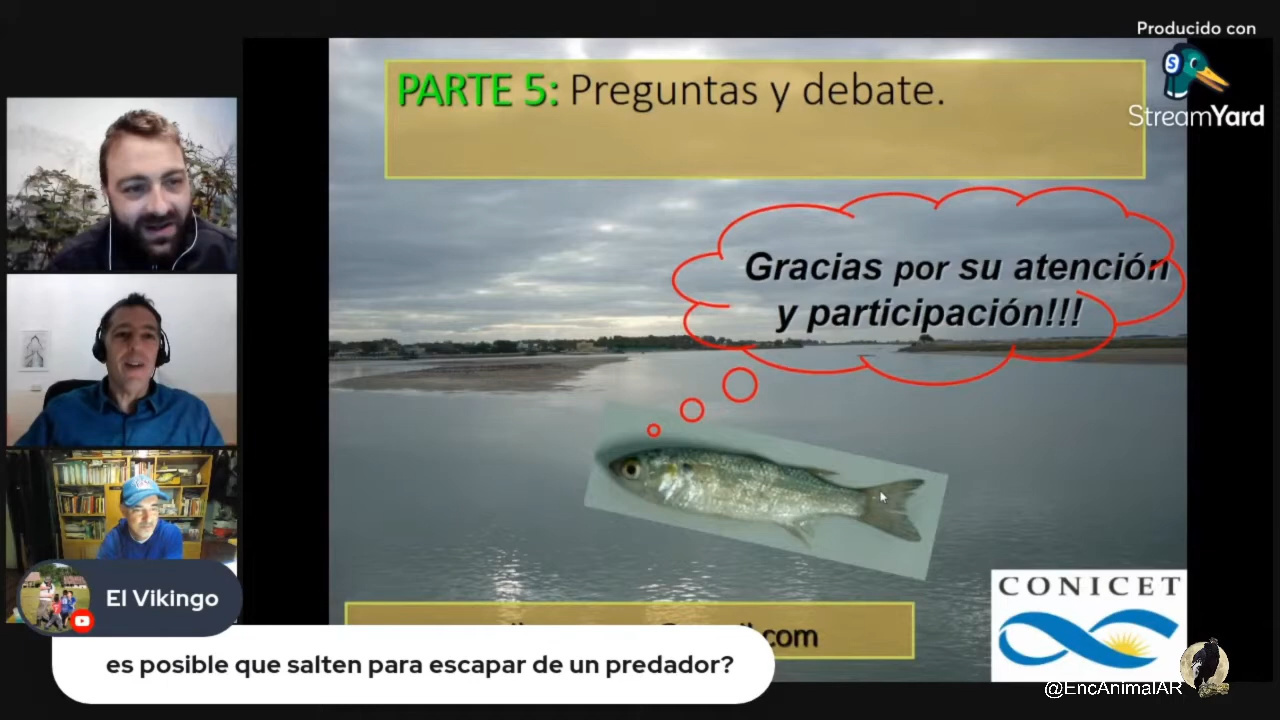 Producido con
StreamYard
PARTE 5: Preguntas y debate.
Gracias por su atención
y participación!!!
CONICET
.com
El Vikingo
es posible que salten para escapar de un predador?
@EncAnimalAR